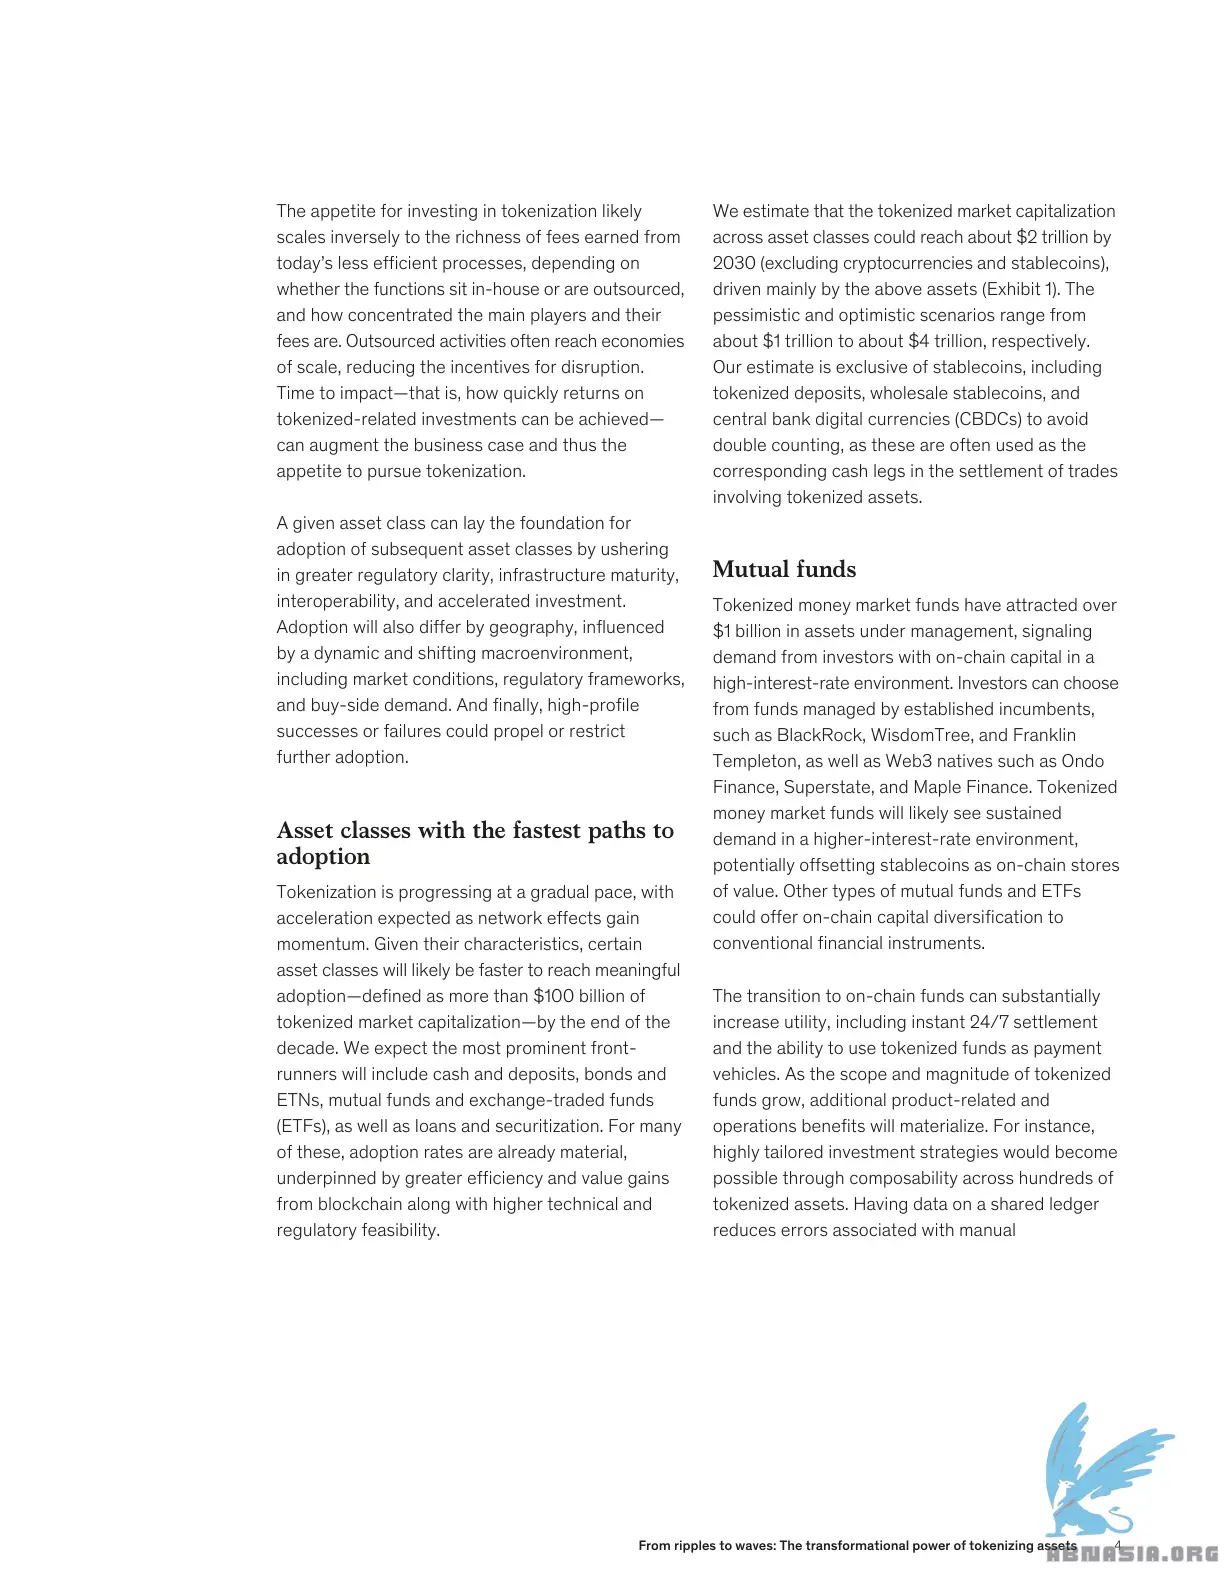 The appetite for investing in tokenization likely
scales inversely to the richness of fees earned from
today's less efficient processes, depending on
whether the functions sit in-house or are outsourced,
and how concentrated the main players and their
fees are. Outsourced activities often reach economies
of scale, reducing the incentives for disruption.
Time to impact—that is, how quickly returns on
tokenized-related investments can be achieved—
can augment the business case and thus the
appetite to pursue tokenization.
A given asset class can lay the foundation for
adoption of subsequent asset classes by ushering
in greater regulatory clarity, infrastructure maturity,
interoperability, and accelerated investment.
Adoption will also differ by geography, influenced
by a dynamic and shifting macroenvironment,
including market conditions, regulatory frameworks,
and buy-side demand. And finally, high-profile
successes or failures could propel or restrict
further adoption.
Asset classes with the fastest paths to
adoption
Tokenization is progressing at a gradual pace, with
acceleration expected as network effects gain
momentum. Given their characteristics, certain
asset classes will likely be faster to reach meaningful
adoption—defined as more than $100 billion of
tokenized market capitalization—by the end of the
decade. We expect the most prominent front-
runners will include cash and deposits, bonds and
ETNs, mutual funds and exchange-traded funds
(ETFs), as well as loans and securitization. For many
of these, adoption rates are already material,
underpinned by greater efficiency and value gains
from blockchain along with higher technical and
regulatory feasibility.
We estimate that the tokenized market capitalization
across asset classes could reach about $2 trillion by
2030 (excluding cryptocurrencies and stablecoins),
driven mainly by the above assets (Exhibit 1). The
pessimistic and optimistic scenarios range from
about $1 trillion to about $4 trillion, respectively.
Our estimate is exclusive of stablecoins, including
tokenized deposits, wholesale stablecoins, and
central bank digital currencies (CBDCs) to avoid
double counting, as these are often used as the
corresponding cash legs in the settlement of trades
involving tokenized assets.
Mutual funds
Tokenized money market funds have attracted over
$1 billion in assets under management, signaling
demand from investors with on-chain capital in a
high-interest-rate environment. Investors can choose
from funds managed by established incumbents,
such as BlackRock, WisdomTree, and Franklin
Templeton, as well as Web3 natives such as Ondo
Finance, Superstate, and Maple Finance. Tokenized
money market funds will likely see sustained
demand in a higher-interest-rate environment,
potentially offsetting stablecoins as on-chain stores
of value. Other types of mutual funds and ETFs
could offer on-chain capital diversification to
conventional financial instruments.
The transition to on-chain funds can substantially
increase utility, including instant 24/7 settlement
and the ability to use tokenized funds as payment
vehicles. As the scope and magnitude of tokenized
funds grow, additional product-related and
operations benefits will materialize. For instance,
highly tailored investment strategies would become
possible through composability across hundreds of
tokenized assets. Having data on a shared ledger
reduces errors associated with manual
From ripples to waves: The transformational power of tokenizing assets 4
ABNASIA.ORG